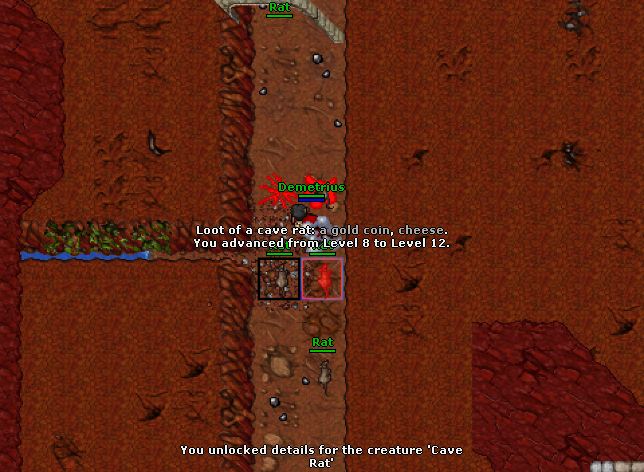 Rat
Demetrius
Loot of a cave rat: a gold coin, cheese.
You advanced from Level 8 to Level 12.
Rat
You unlocked details for the creature 'Cave
Rat'